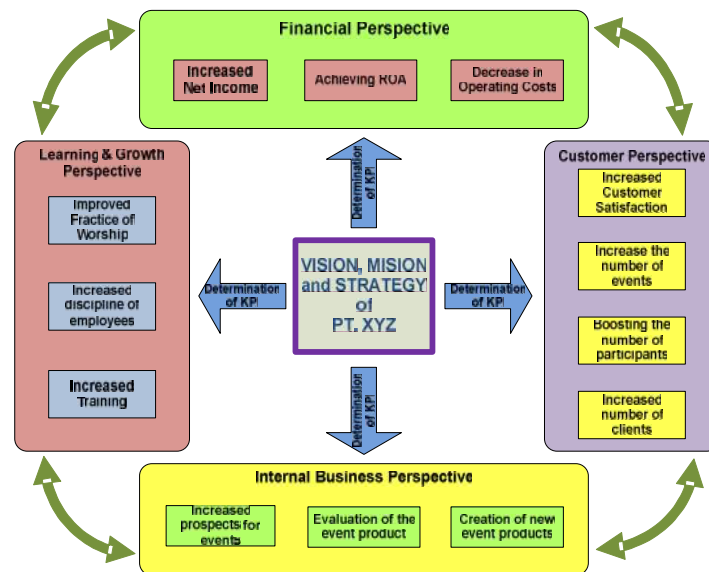 Financial Perspective
Increased
Net Income
Achieving ROA
Decrease in
Operating Costs
Learning & Growth
Perspective
Improved
Fractice of
Worship
Increased
discipline of
employees
Increased
Training
Determination
of KPI
Determination
of KPI
VISION, MISION
and STRATEGY
of
PT. XYZ
Determination
of KPI
Determination
of KPI
Customer Perspective
Increased
Customer
Satisfaction
Increase the
number of
events
Boosting the
number of
participants
Increased
number of
clients
Internal Business Perspective
Increased
prospects for
events
Evaluation of the
event product
Creation of new
event products